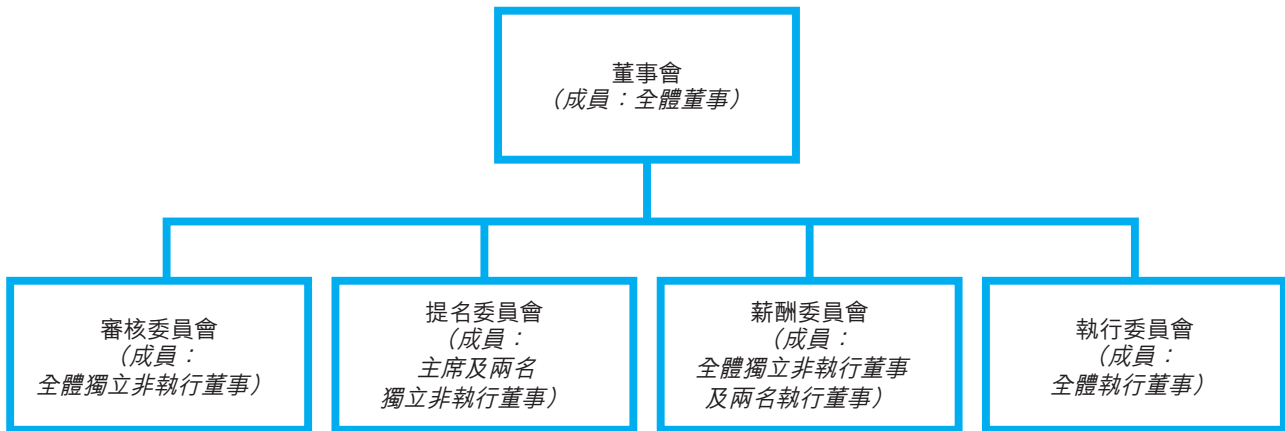 董事會
（成員：全體董事）
審核委員會
（成員：
全體獨立非執行董事）
提名委員會
（成員：
主席及兩名
獨立非執行董事）
薪酬委員會
（成員：
全體獨立非執行董事
及兩名執行董事）
執行委員會
（成員：
全體執行董事）